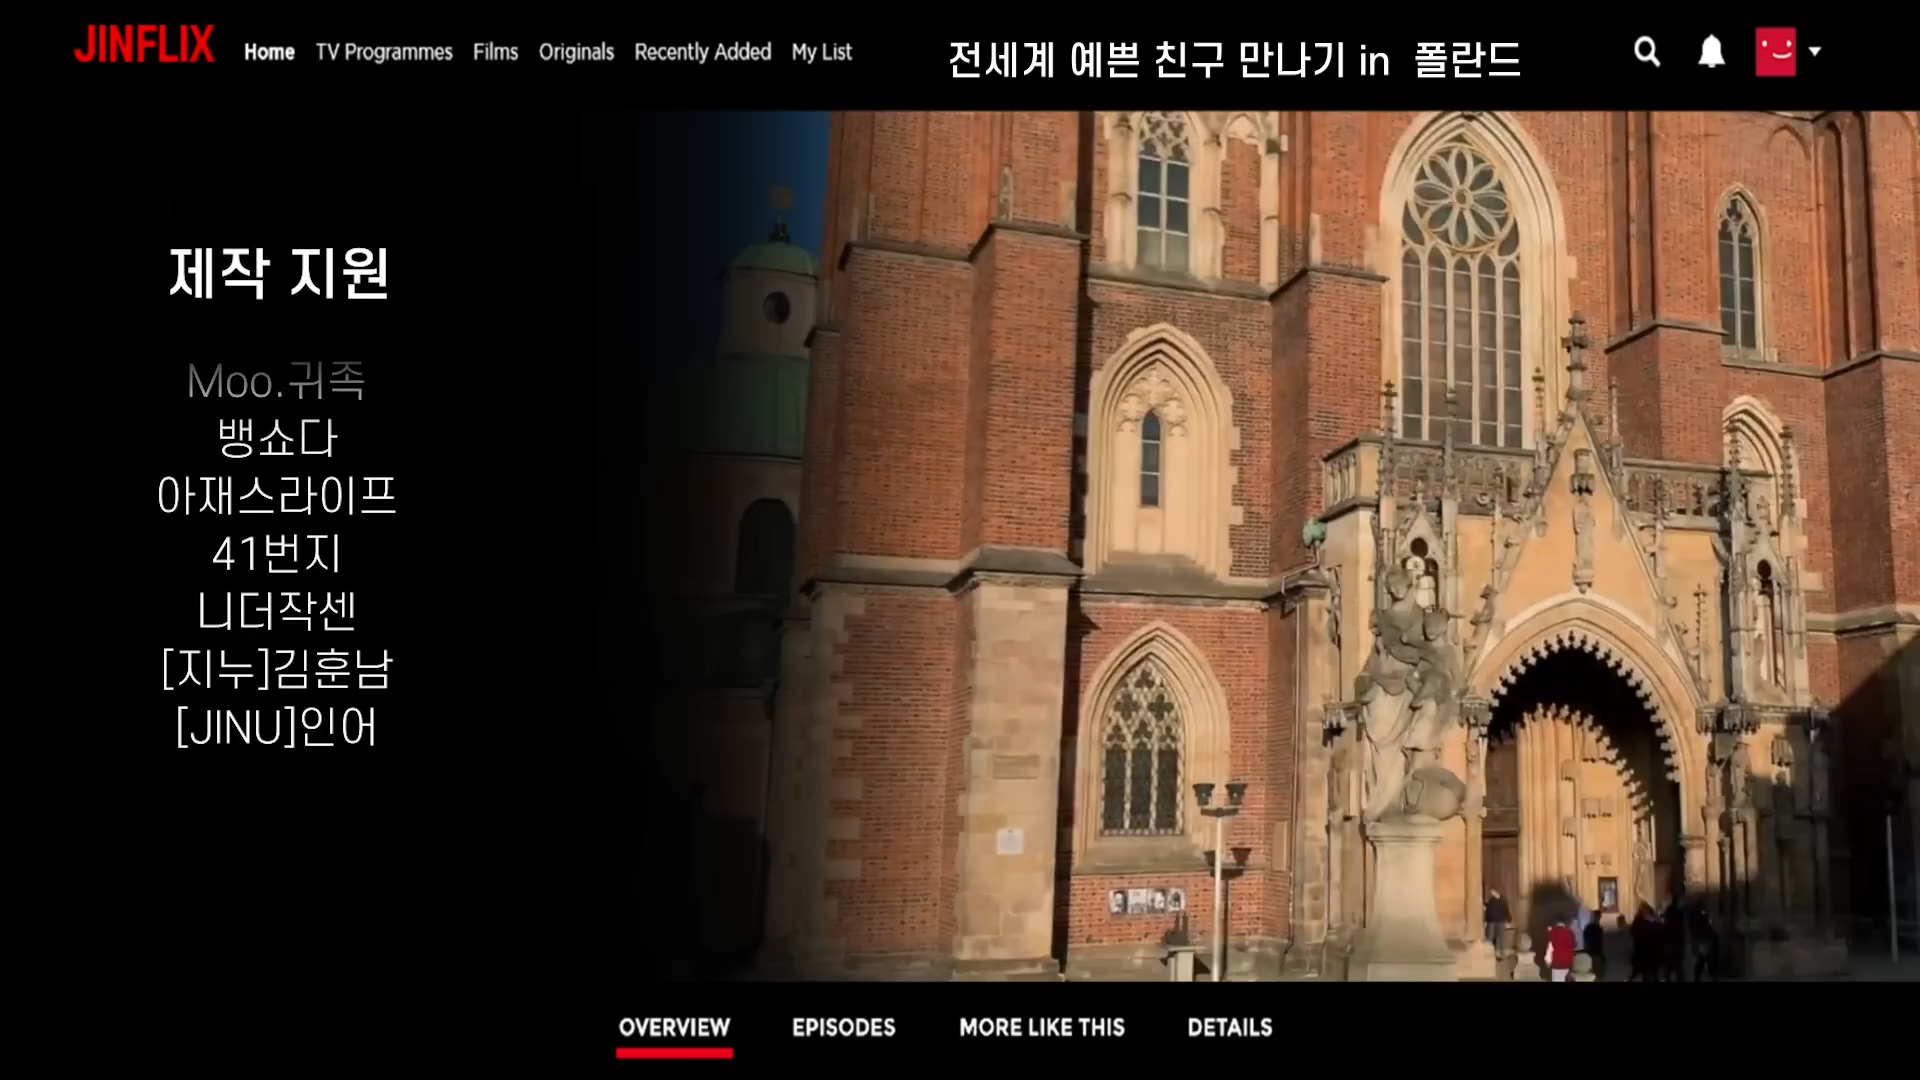 JINFLIX
Home TV Programmes Films Originals Recently Added My List
전세계 예쁜 친구 만나기 in 폴란드
제작 지원
Moo.귀족
뱅쇼다
아재스라이프
41번지
니더작센
[지누]김훈남
[JINU]인어
OVERVIEW EPISODES MORE LIKE THIS DETAILS